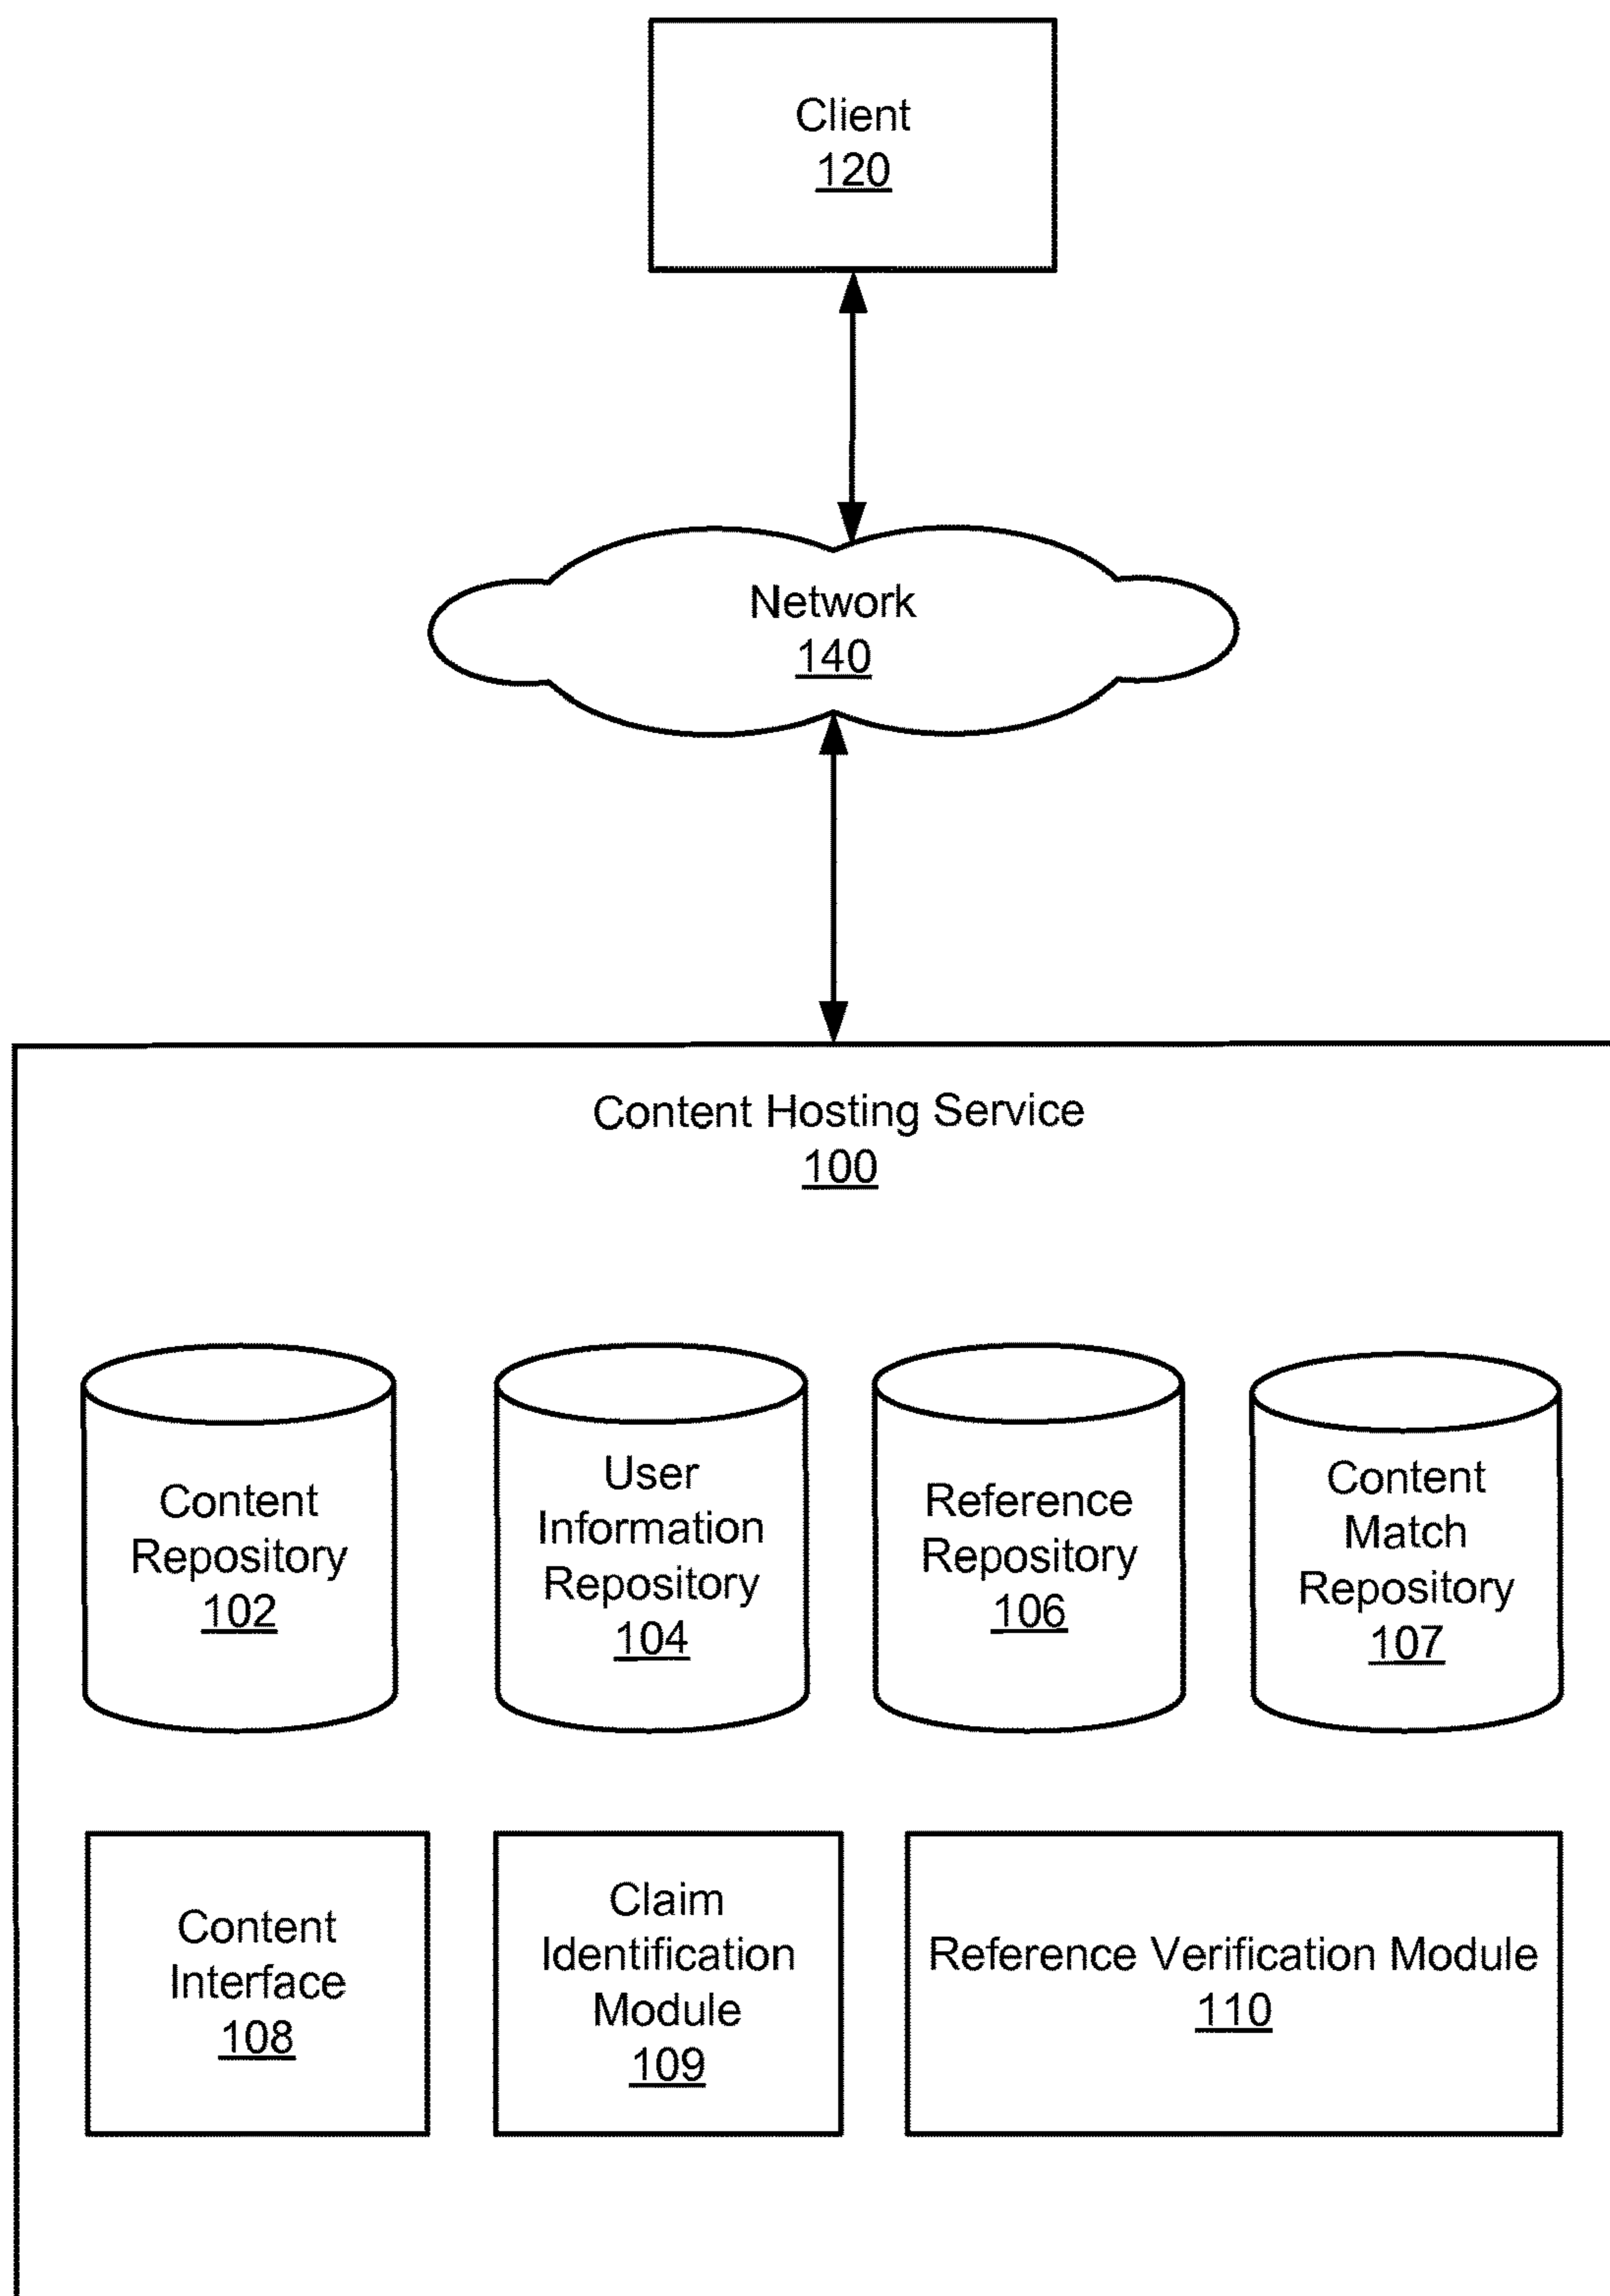 Client
120
Network
140
Content Hosting Service
100
Content
Repository
102
User
Information
Repository
104
Reference
Repository
106
Content
Match
Repository
107
Content
Interface
108
Claim
Identification
Module
109
Reference Verification Module
110